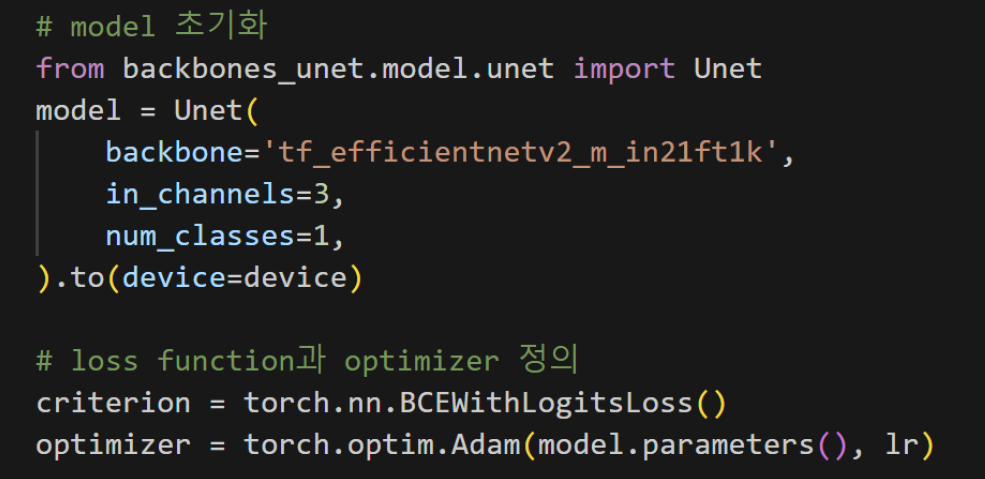 # model 초기화
from backbones_unet.model.unet import Unet
model = Unet(
    backbone='tf_efficientnetv2_m_in21ft1k',
    in_channels=3,
    num_classes=1,
).to(device=device)

# loss function과 optimizer 정의
criterion = torch.nn.BCEWithLogitsLoss()
optimizer = torch.optim.Adam(model.parameters(), lr)